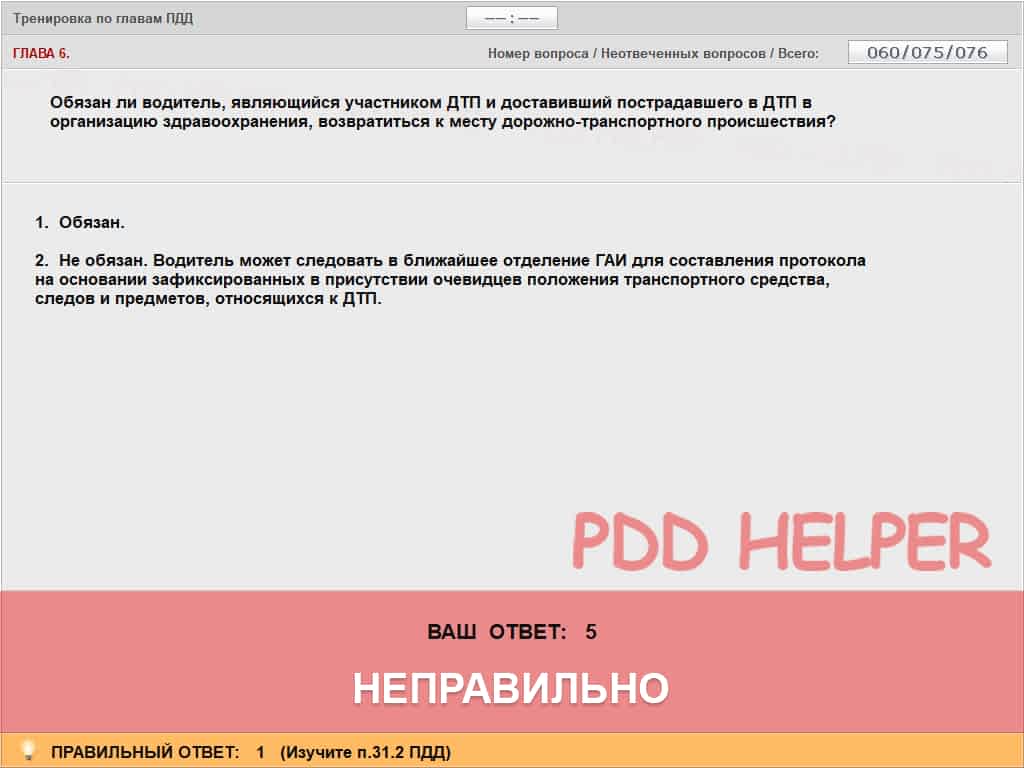 Тренировка по главам ПДД
–– : ––
ГЛАВА 6.
Номер вопроса / Неотвеченных вопросов / Всего:
060/075/076
Обязан ли водитель, являющийся участником ДТП и доставивший пострадавшего в ДТП в
организацию здравоохранения, возвратиться к месту дорожно-транспортного происшествия?
1. Обязан.
2. Не обязан. Водитель может следовать в ближайшее отделение ГАИ для составления протокола
на основании зафиксированных в присутствии очевидцев положения транспортного средства,
следов и предметов, относящихся к ДТП.
PDD HELPER
ВАШ ОТВЕТ: 5
НЕПРАВИЛЬНО
ПРАВИЛЬНЫЙ ОТВЕТ: 1 (Изучите п.31.2 ПДД)